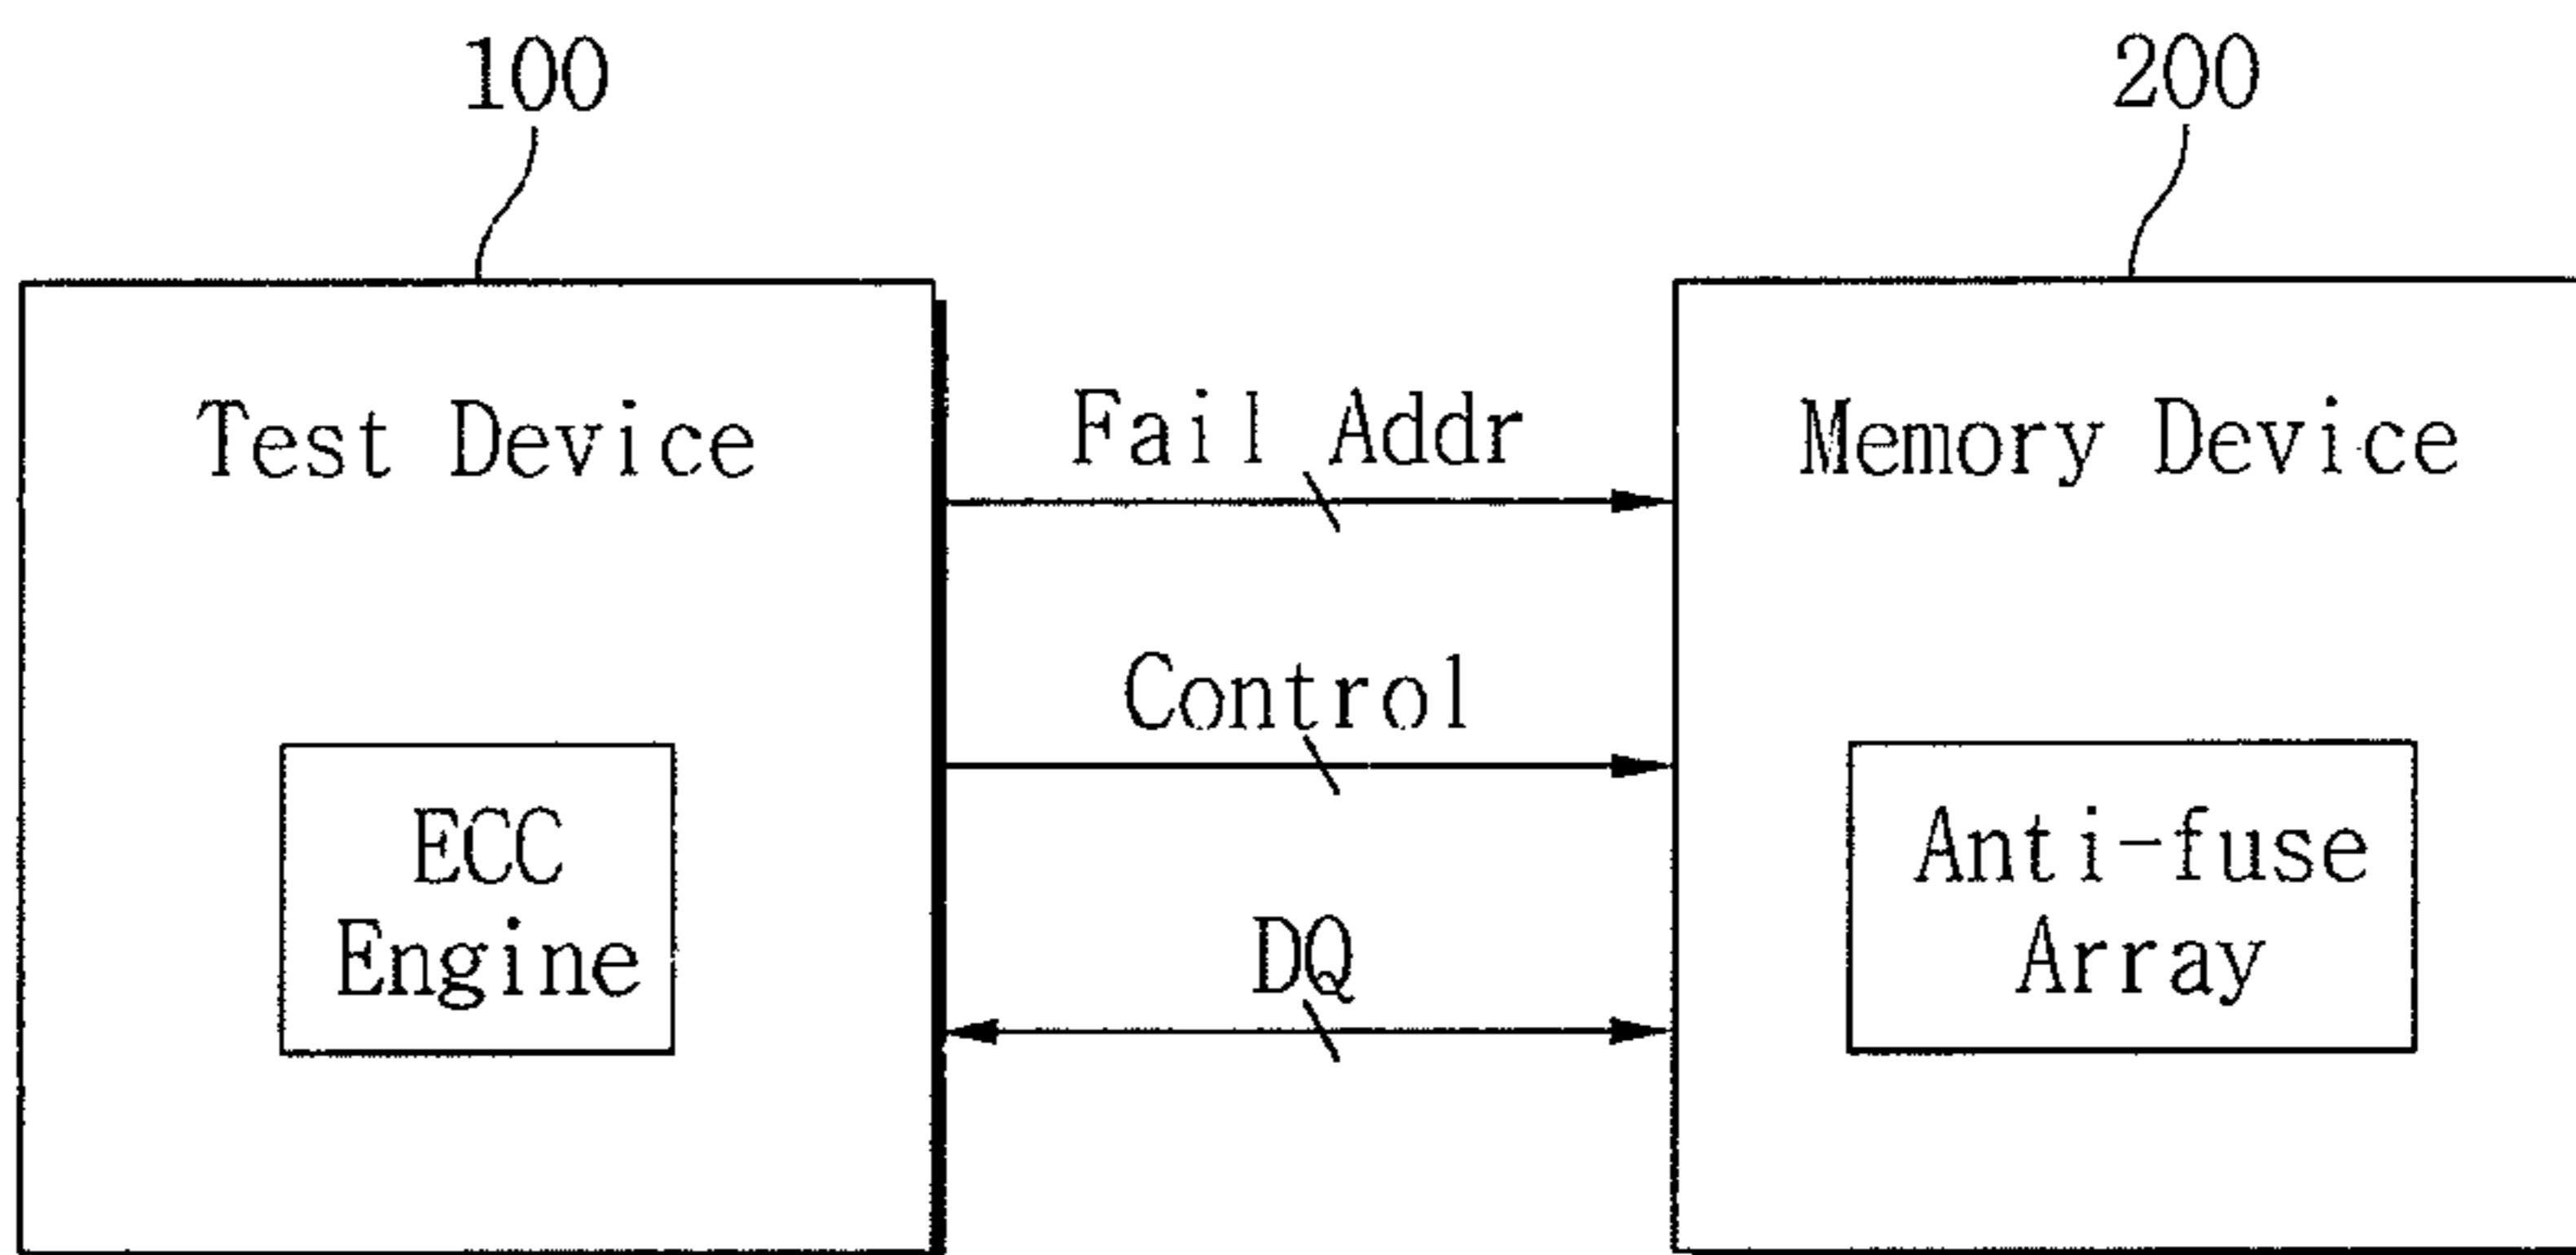 100
200
Test Device
Fail Addr
Memory Device
Control
ECC
Engine
DQ
Anti-fuse
Array